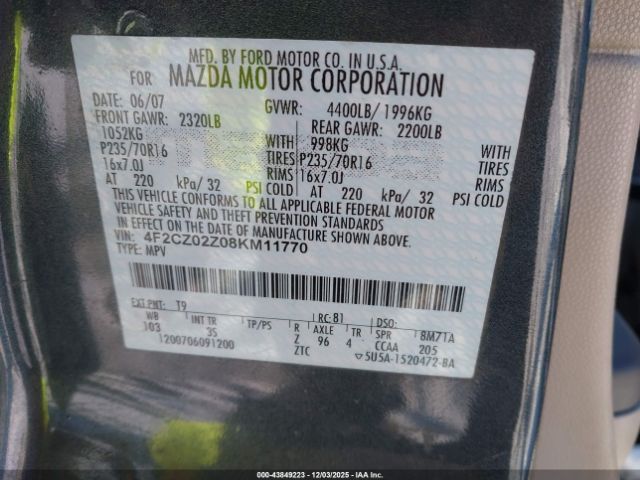 MFD. BY FORD MOTOR CO. IN U.S.A.
FOR MAZDA MOTOR CORPORATION
DATE: 06/07 GVWR: 4400LB/ 1996KG
FRONT GAWR: 2320LB REAR GAWR: 2200LB
1052KG WITH 998KG WITH
P235/70R16 TIRES P235/70R16 TIRES
16x7.0J RIMS 16x7.0J RIMS
AT 220 kPa/ 32 PSI COLD AT 220 kPa/ 32 PSI COLD
THIS VEHICLE CONFORMS TO ALL APPLICABLE FEDERAL MOTOR
VEHICLE SAFETY AND THEFT PREVENTION STANDARDS
IN EFFECT ON THE DATE OF MANUFACTURE SHOWN ABOVE.
VIN: 4F2CZ02Z08KM11770
TYPE: MPV
EXT PNT: T9 RC: 81 DSO:
WB INT TR TP/PS R AXLE TR SPR 8M7TA
103 3S Z 96 4 CCAA 205
1200706091200 ZTC 5U5A-1520472-BA
000-43849223 - 12/03/2025 - IAAI.COM